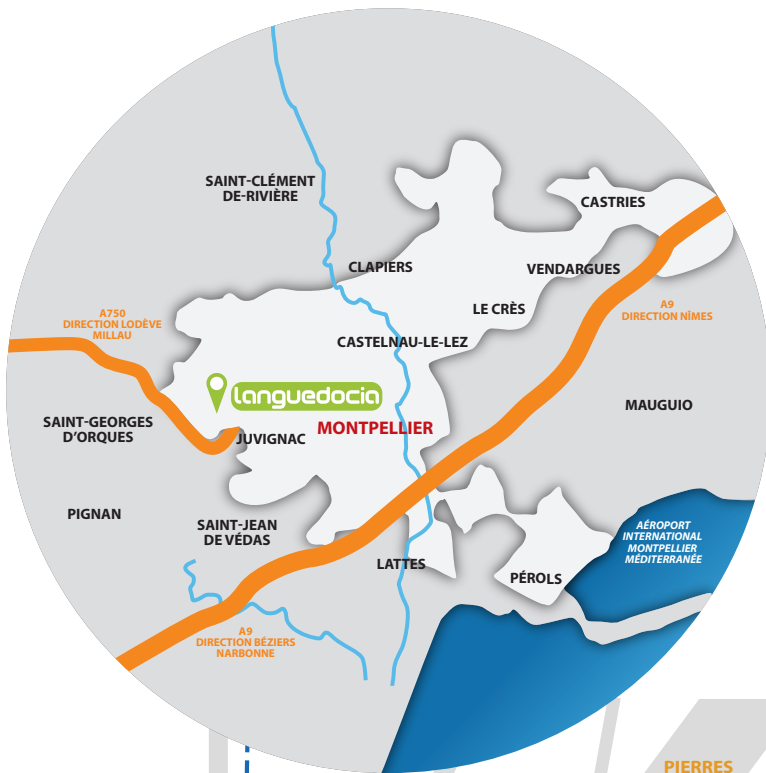 SAINT-CLÉMENT
DE-RIVIÈRE
CASTRIES
CLAPIERS
VENDARGUES
LE CRÈS
A750
DIRECTION LODÈVE
MILLAU
A9
DIRECTION NÎMES
CASTELNAU-LE-LEZ
languedocia
MAUGUIO
SAINT-GEORGES
D'ORQUES
MONTPELLIER
JUVIGNAC
PIGNAN
SAINT-JEAN
DE VÉDAS
AÉROPORT
INTERNATIONAL
MONTPELLIER
MÉDITERRANÉE
LATTES
PÉROLS
A9
DIRECTION BÉZIERS
NARBONNE
PIERRES